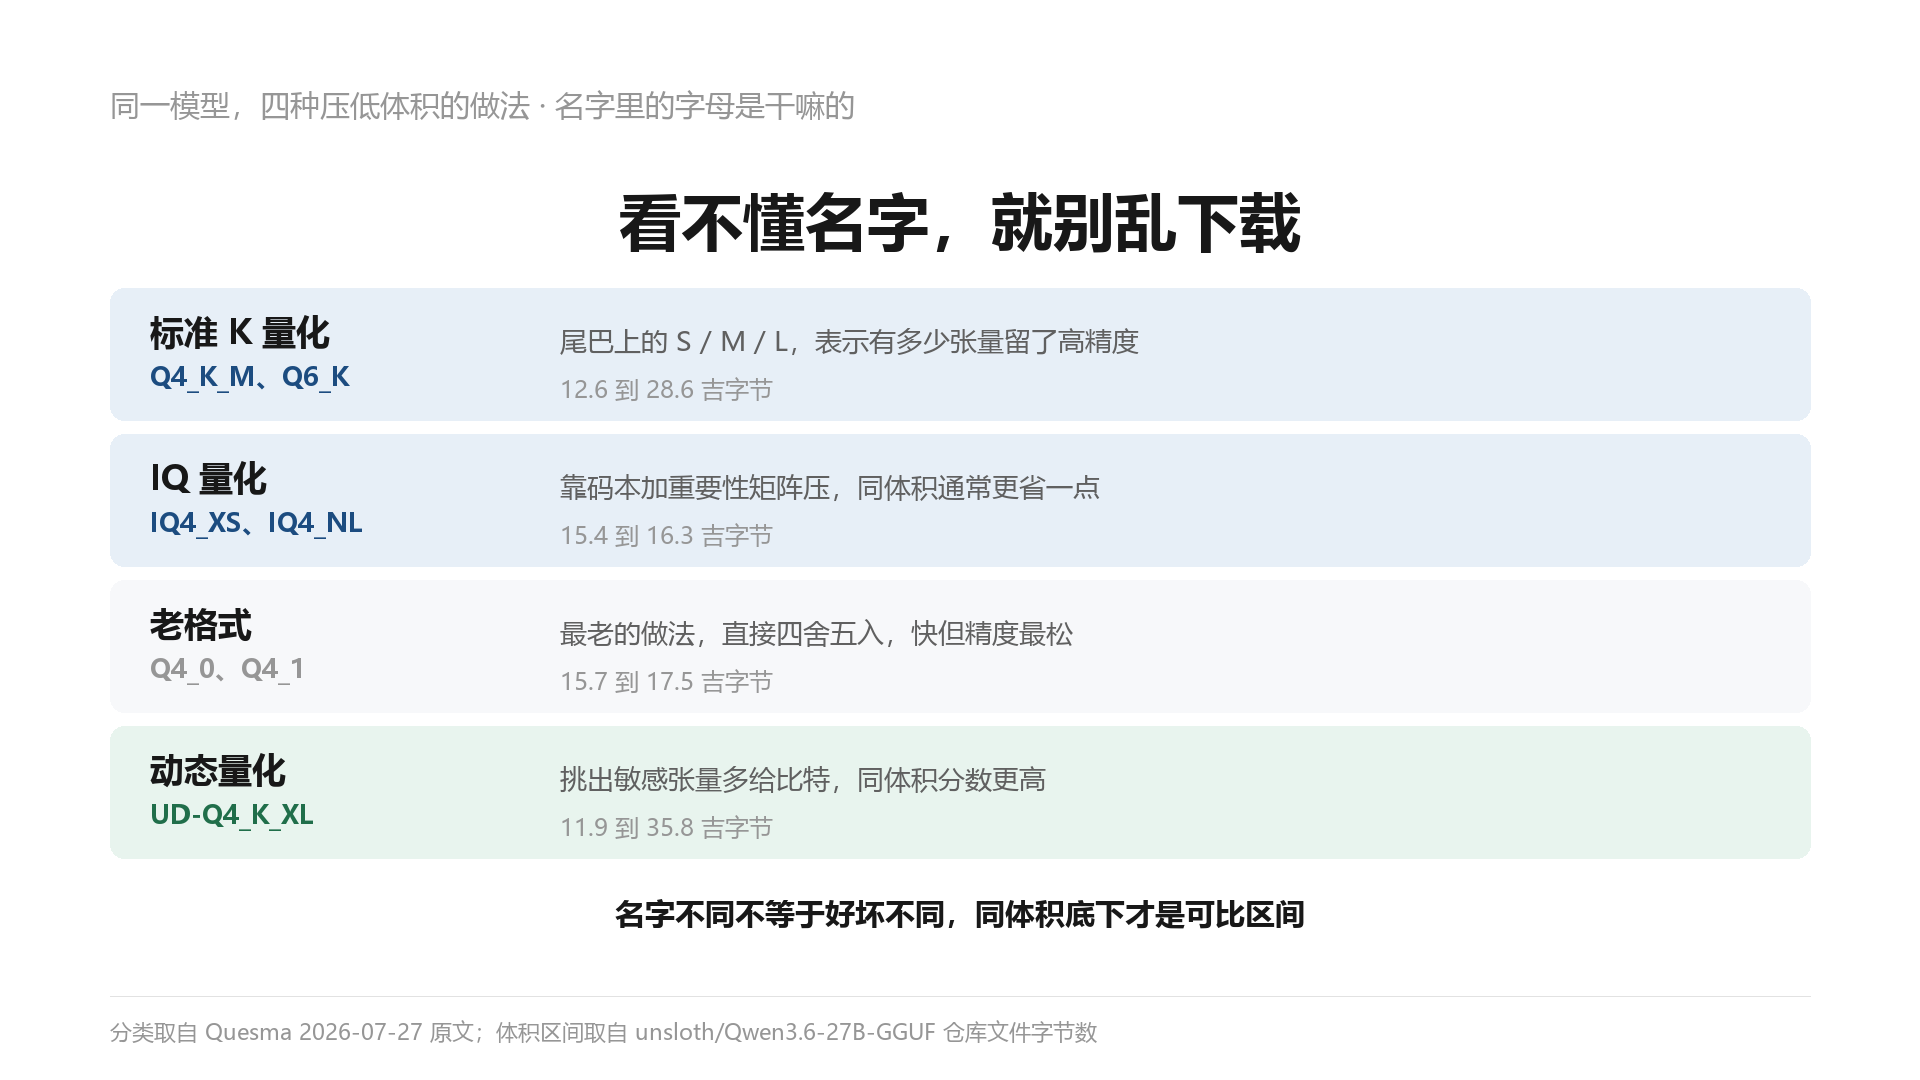 同一模型，四种压低体积的做法 · 名字里的字母是干嘛的
看不懂名字，就别乱下载
标准 K 量化
Q4_K_M、Q6_K
尾巴上的 S / M / L，表示有多少张量留了高精度
12.6 到 28.6 吉字节
IQ 量化
IQ4_XS、IQ4_NL
靠码本加重要性矩阵压，同体积通常更省一点
15.4 到 16.3 吉字节
老格式
Q4_0、Q4_1
最老的做法，直接四舍五入，快但精度最松
15.7 到 17.5 吉字节
动态量化
UD-Q4_K_XL
挑出敏感张量多给比特，同体积分数更高
11.9 到 35.8 吉字节
名字不同不等于好坏不同，同体积底下才是可比区间
分类取自 Quesma 2026-07-27 原文；体积区间取自 unsloth/Qwen3.6-27B-GGUF 仓库文件字节数